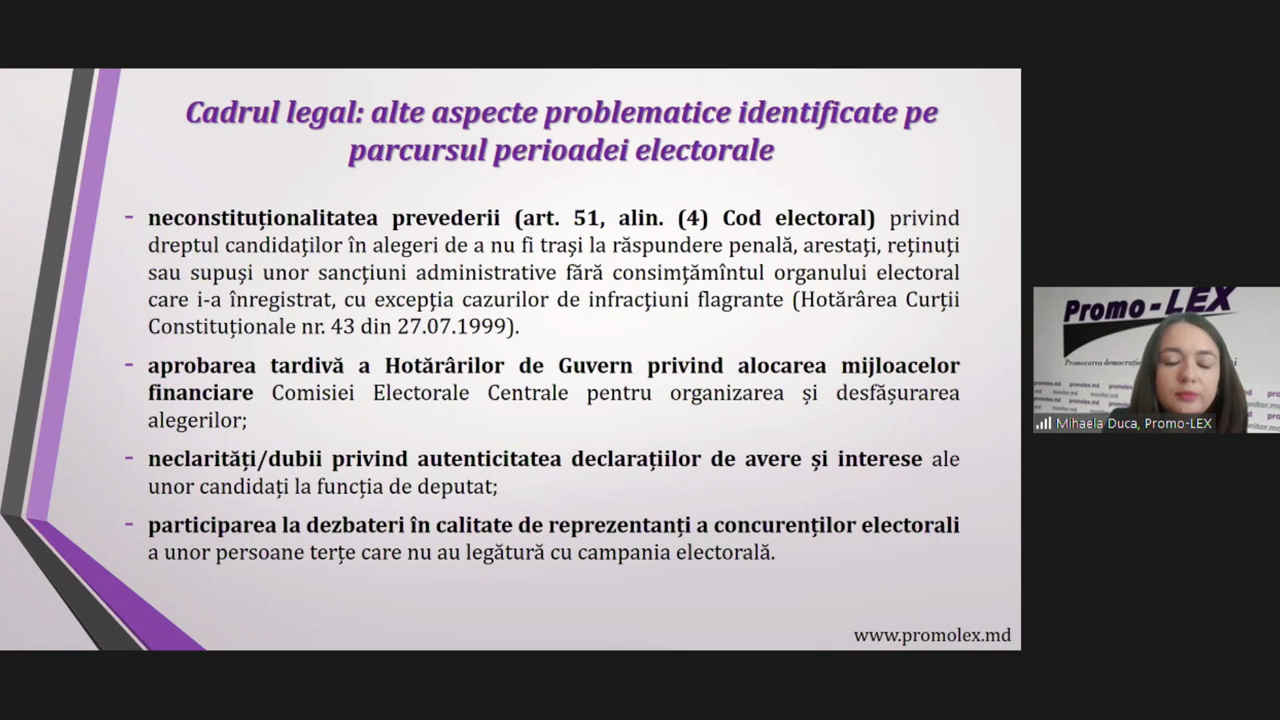 Cadrul legal: alte aspecte problematice identificate pe
parcursul perioadei electorale
- neconstituționalitatea prevederii (art. 51, alin. (4) Cod electoral) privind
dreptul candidaților în alegeri de a nu fi trași la răspundere penală, arestați, reținuți
sau supuși unor sancțiuni administrative fără consimțămîntul organului electoral
care i-a înregistrat, cu excepția cazurilor de infracțiuni flagrante (Hotărârea Curții
Constituționale nr. 43 din 27.07.1999).
- aprobarea tardivă a Hotărârilor de Guvern privind alocarea mijloacelor
financiare Comisiei Electorale Centrale pentru organizarea și desfășurarea
alegerilor;
- neclarități/dubii privind autenticitatea declarațiilor de avere și interese ale
unor candidați la funcția de deputat;
- participarea la dezbateri în calitate de reprezentanți a concurenților electorali
a unor persoane terțe care nu au legătură cu campania electorală.
www.promolex.md
Promo-LEX
Promovarea
promolex.md
monitor.md
Mihaela Duca, Promo-LEX